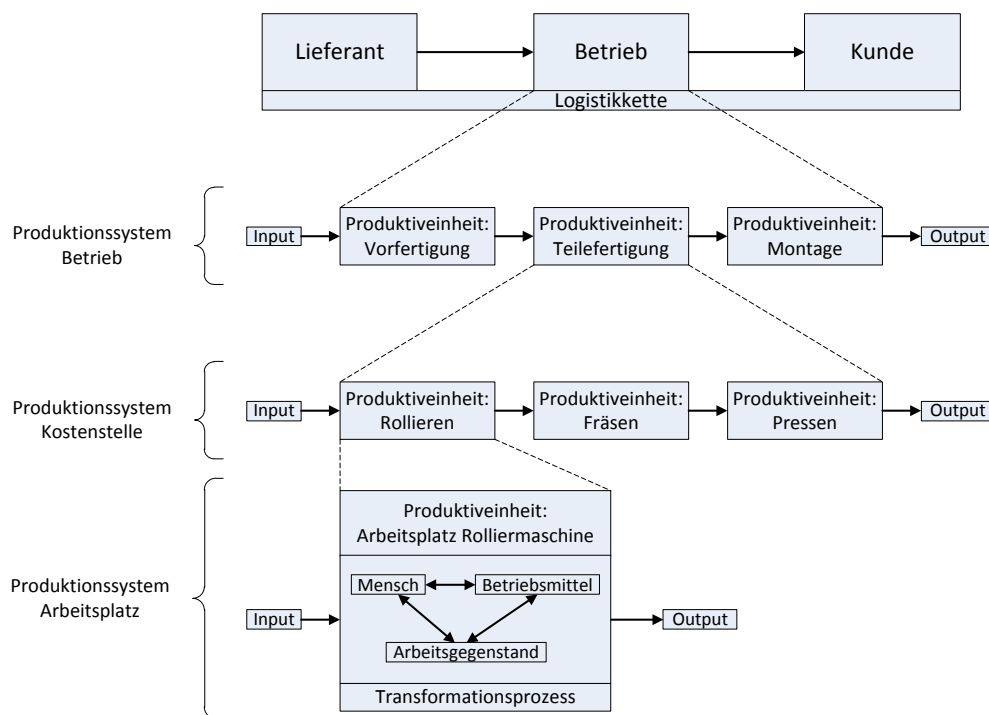 Lieferant
Betrieb
Kunde
Logistikkette
Produktionssystem
Betrieb
Input
Produktiveinheit:
Vorfertigung
Produktiveinheit:
Teilefertigung
Produktiveinheit:
Montage
Output
Produktionssystem
Kostenstelle
Input
Produktiveinheit:
Rollieren
Produktiveinheit:
Fräsen
Produktiveinheit:
Pressen
Output
Produktionssystem
Arbeitsplatz
Input
Produktiveinheit:
Arbeitsplatz Rolliermaschine
Mensch
Betriebsmittel
Arbeitsgegenstand
Transformationsprozess
Output